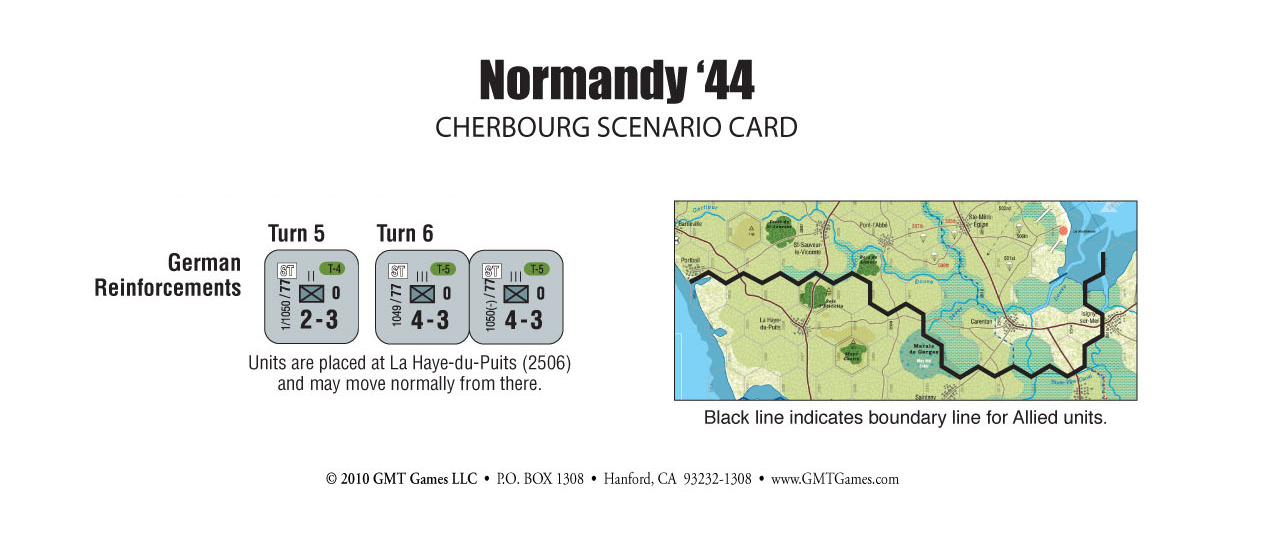 Normandy ‘44
CHERBOURG SCENARIO CARD
German
Reinforcements
Turn 5
ST
T-4
1/1050/77
0
2-3
Turn 6
ST
T-5
1049/77
0
4-3
ST
T-5
1050(-)/77
0
4-3
Units are placed at La Haye-du-Puits (2506)
and may move normally from there.
Barneville
Portbail
St-Sauveur-
le-Vicomte
Pont-l'Abbé
Ste-Mère-
Église
La Haye-
du-Puits
Carentan
Isigny-
sur-Mer
Marais
de Gorges
Sainteny
Black line indicates boundary line for Allied units.
© 2010 GMT Games LLC • P.O. BOX 1308 • Hanford, CA 93232-1308 • www.GMTGames.com